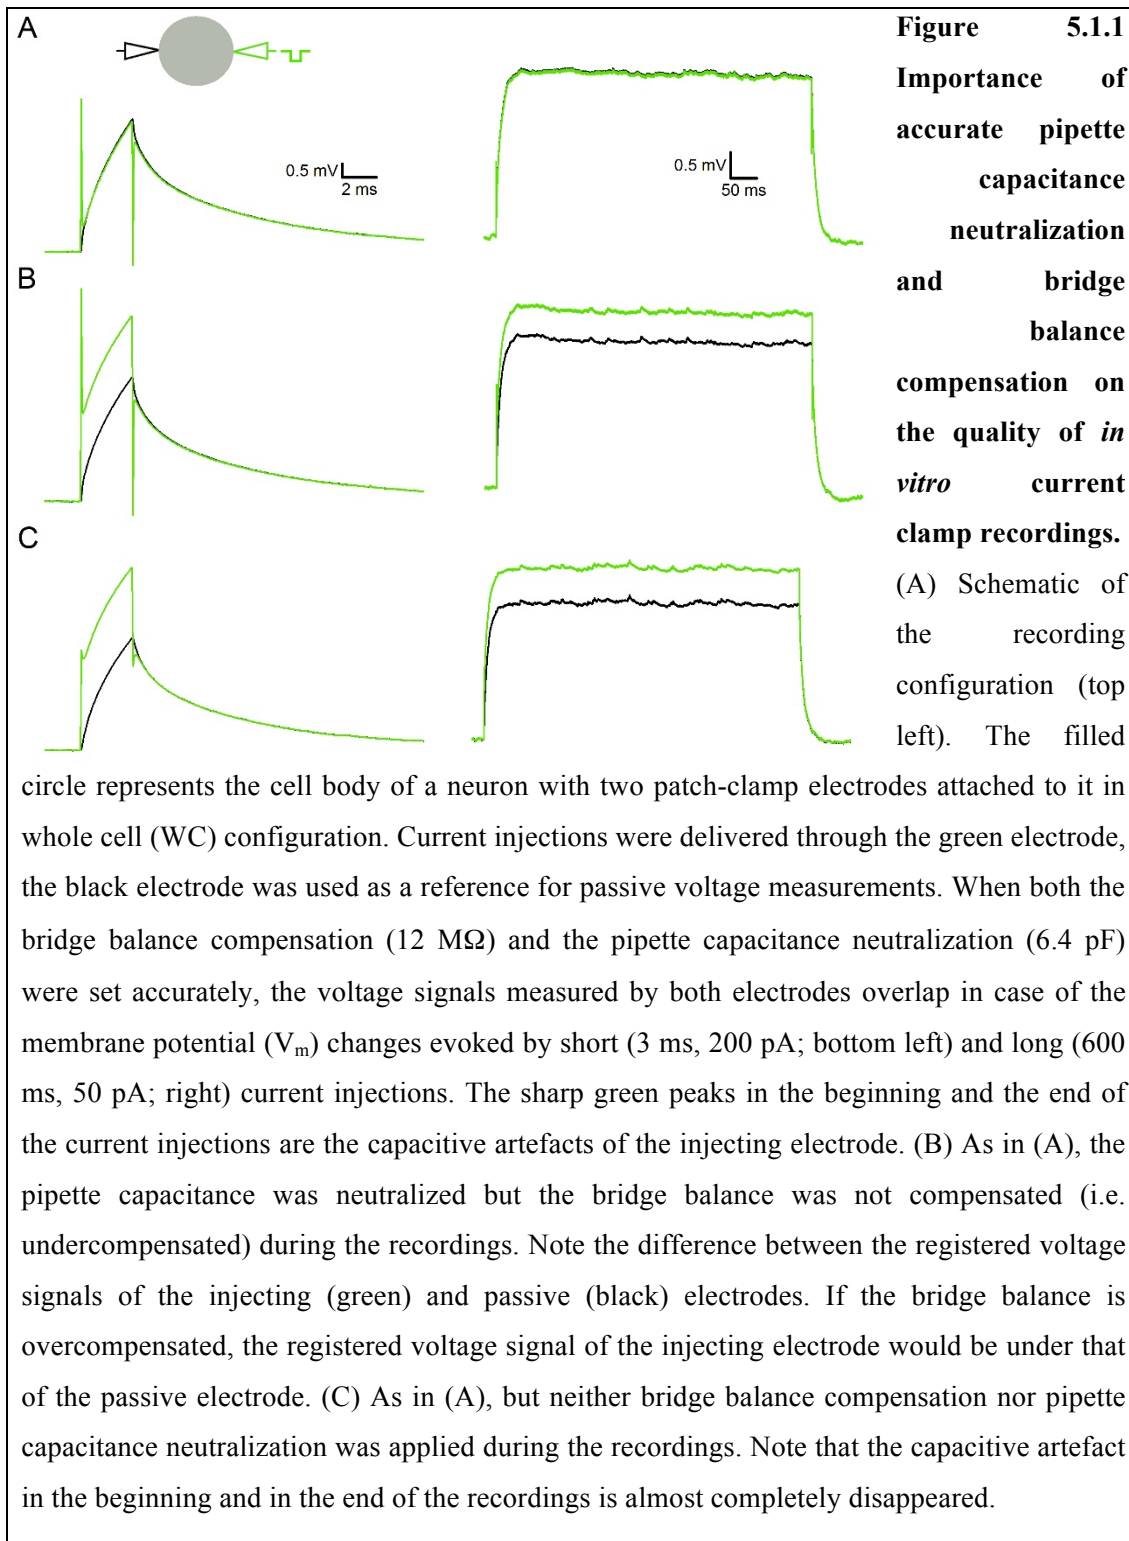 A
Figure 5.1.1
Importance of
accurate pipette
capacitance
neutralization
and bridge
balance
compensation on
the quality of in
vitro current
clamp recordings.
(A) Schematic of
the recording
configuration (top
left). The filled
0.5 mV
2 ms
0.5 mV
50 ms
B
C
circle represents the cell body of a neuron with two patch-clamp electrodes attached to it in
whole cell (WC) configuration. Current injections were delivered through the green electrode,
the black electrode was used as a reference for passive voltage measurements. When both the
bridge balance compensation (12 MΩ) and the pipette capacitance neutralization (6.4 pF)
were set accurately, the voltage signals measured by both electrodes overlap in case of the
membrane potential (Vm) changes evoked by short (3 ms, 200 pA; bottom left) and long (600
ms, 50 pA; right) current injections. The sharp green peaks in the beginning and the end of
the current injections are the capacitive artefacts of the injecting electrode. (B) As in (A), the
pipette capacitance was neutralized but the bridge balance was not compensated (i.e.
undercompensated) during the recordings. Note the difference between the registered voltage
signals of the injecting (green) and passive (black) electrodes. If the bridge balance is
overcompensated, the registered voltage signal of the injecting electrode would be under that
of the passive electrode. (C) As in (A), but neither bridge balance compensation nor pipette
capacitance neutralization was applied during the recordings. Note that the capacitive artefact
in the beginning and in the end of the recordings is almost completely disappeared.